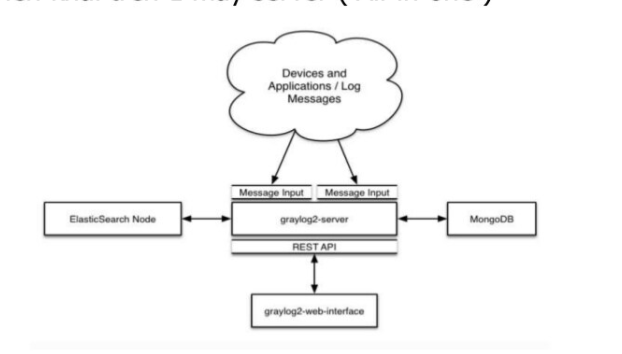 Devices and
Applications / Log
Messages
Message Input
Message Input
ElasticSearch Node
graylog2-server
MongoDB
REST API
graylog2-web-interface